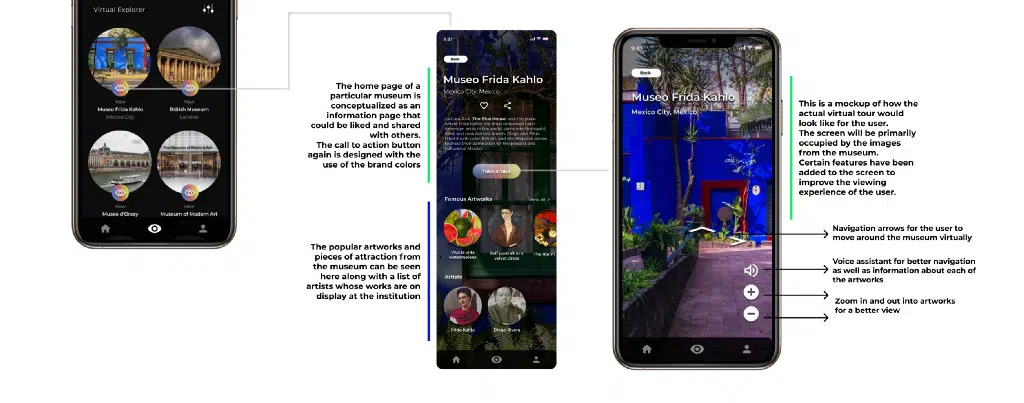 Virtual Explorer
View
Museo Frida Kahlo
Mexico City
View
British Museum
London
View
Musee d'Orsay
View
Museum of Modern Art
The home page of a
particular museum is
conceptualized as an
information page that
could be liked and shared
with others.
The call to action button
again is designed with the
use of the brand colors
The popular artworks and
pieces of attraction from
the museum can be seen
here along with a list of
artists whose works are on
display at the institution
9:41
Back
Museo Frida Kahlo
Mexico City, Mexico
Take a Tour
Famous Artworks
View all
Viva la vida
watermelons
Self portrait in a
velvet dress
Artists
Frida Kahlo
Diego Rivera
9:41
Back
Museo Frida Kahlo
Mexico City, Mexico
This is a mockup of how the
actual virtual tour would
look like for the user.
The screen will be primarily
occupied by the images
from the museum.
Certain features have been
added to the screen to
improve the viewing
experience of the user.
Navigation arrows for the user to
move around the museum virtually
Voice assistant for better navigation
as well as information about each of
the artworks
Zoom in and out into artworks
for a better view